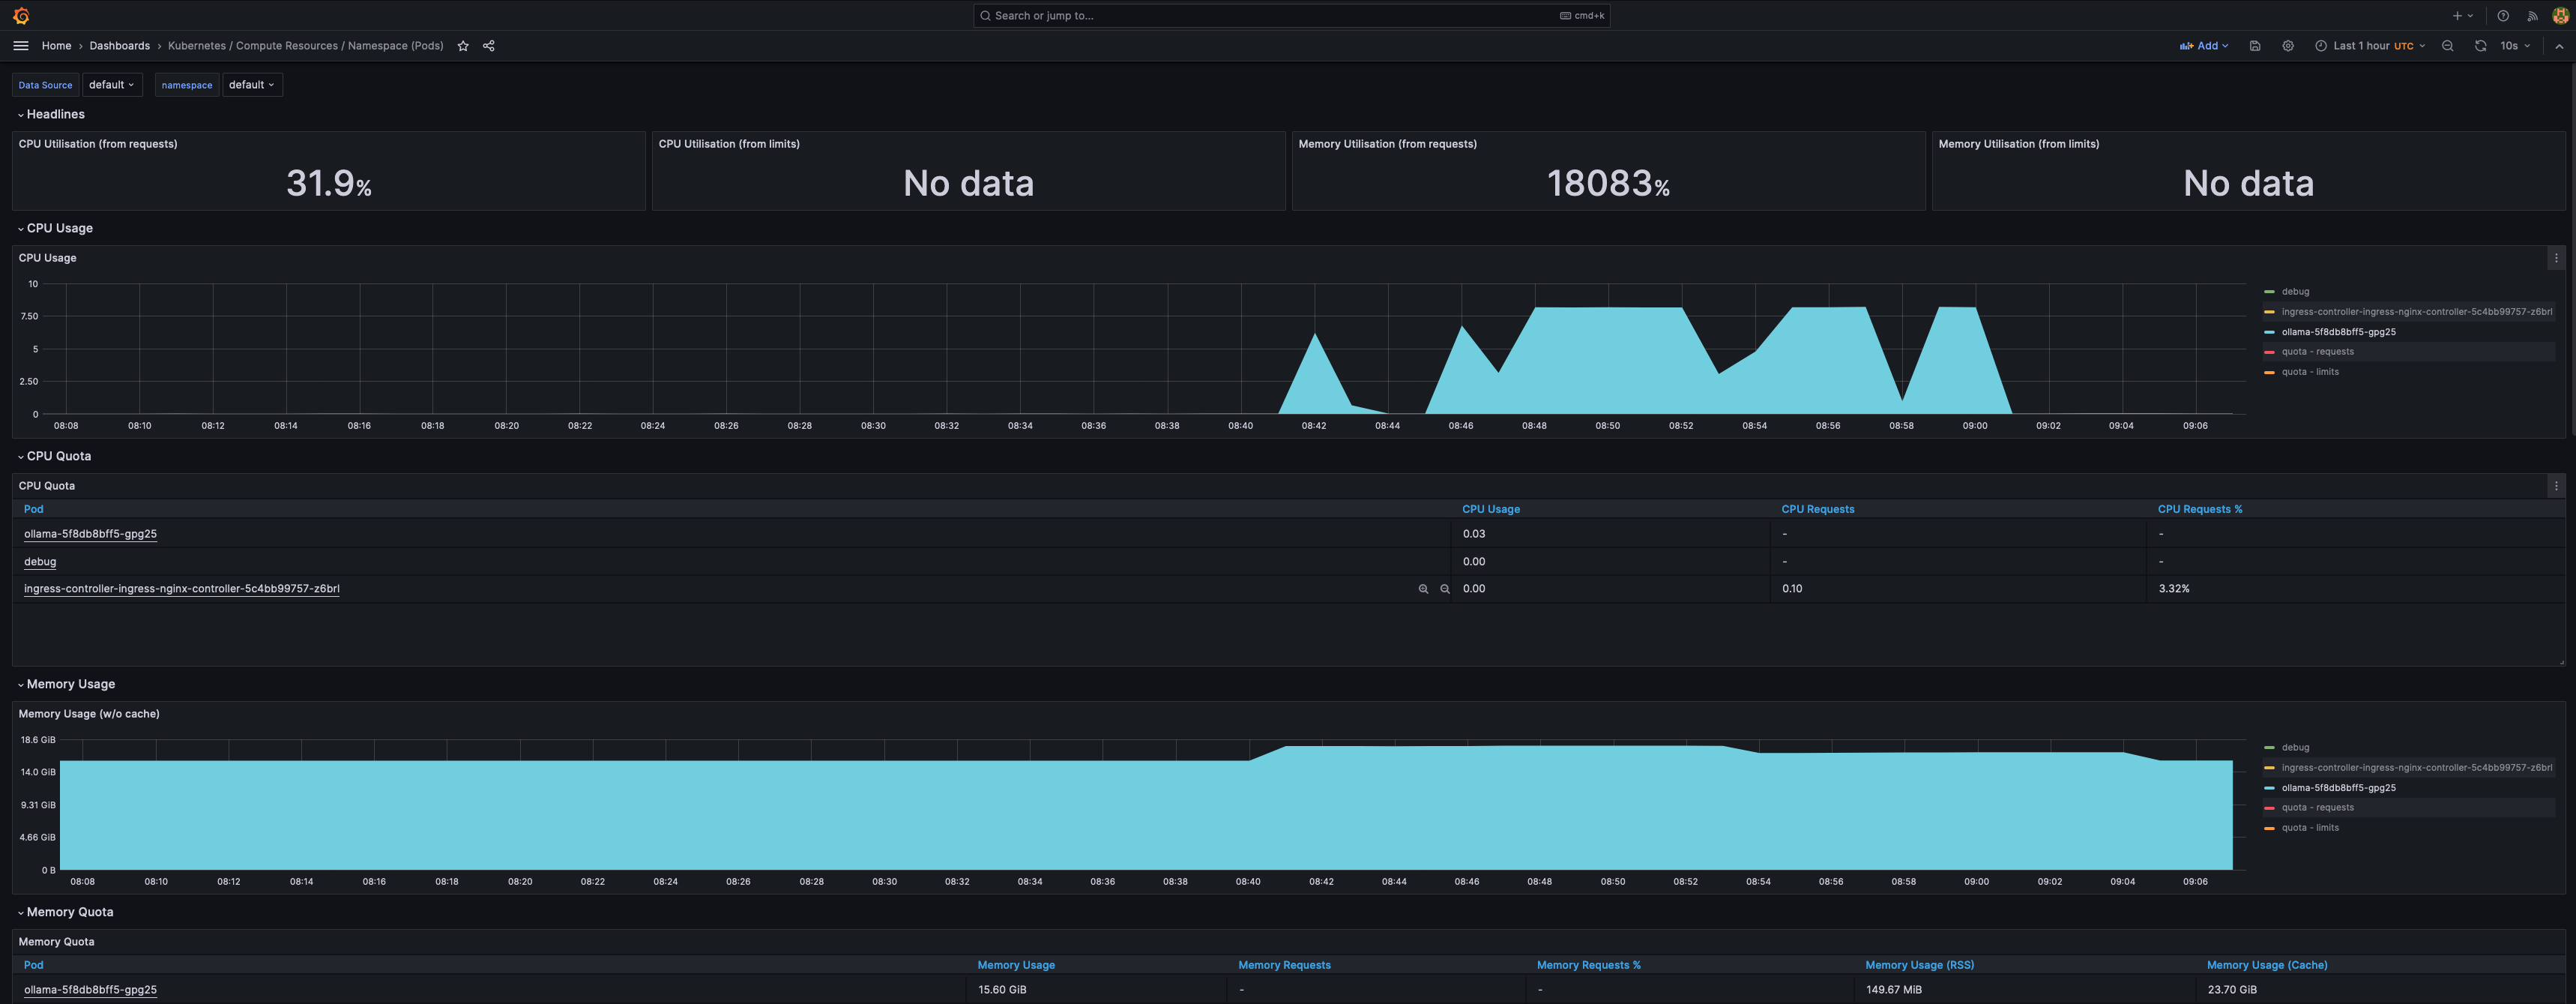 Search or jump to... cmd+k
Home › Dashboards › Kubernetes / Compute Resources / Namespace (Pods) Add Last 1 hour UTC 10s
Data Source default namespace default
Headlines
CPU Utilisation (from requests) CPU Utilisation (from limits) Memory Utilisation (from requests) Memory Utilisation (from limits)
31.9% No data 18083% No data
CPU Usage
CPU Usage
10
7.50
5
2.50
0
08:08 08:10 08:12 08:14 08:16 08:18 08:20 08:22 08:24 08:26 08:28 08:30 08:32 08:34 08:36 08:38 08:40 08:42 08:44 08:46 08:48 08:50 08:52 08:54 08:56 08:58 09:00 09:02 09:04 09:06
debug
ingress-controller-ingress-nginx-controller-5c4bb99757-z6brl
ollama-5f8db8bff5-gpg25
quota - requests
quota - limits
CPU Quota
CPU Quota
Pod CPU Usage CPU Requests CPU Requests %
ollama-5f8db8bff5-gpg25 0.03 - -
debug 0.00 - -
ingress-controller-ingress-nginx-controller-5c4bb99757-z6brl 0.00 0.10 3.32%
Memory Usage
Memory Usage (w/o cache)
18.6 GiB
14.0 GiB
9.31 GiB
4.66 GiB
0 B
08:08 08:10 08:12 08:14 08:16 08:18 08:20 08:22 08:24 08:26 08:28 08:30 08:32 08:34 08:36 08:38 08:40 08:42 08:44 08:46 08:48 08:50 08:52 08:54 08:56 08:58 09:00 09:02 09:04 09:06
debug
ingress-controller-ingress-nginx-controller-5c4bb99757-z6brl
ollama-5f8db8bff5-gpg25
quota - requests
quota - limits
Memory Quota
Memory Quota
Pod Memory Usage Memory Requests Memory Requests % Memory Usage (RSS) Memory Usage (Cache)
ollama-5f8db8bff5-gpg25 15.60 GiB - - 149.67 MiB 23.70 GiB